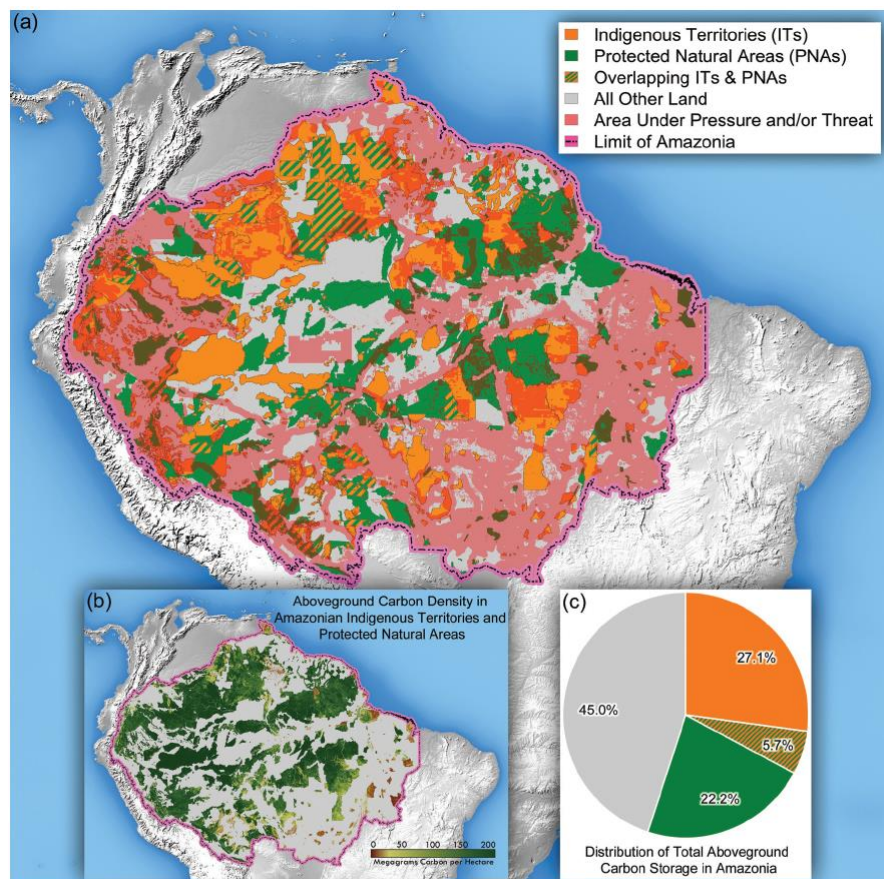 (a)
Indigenous Territories (ITs)
Protected Natural Areas (PNAs)
Overlapping ITs & PNAs
All Other Land
Area Under Pressure and/or Threat
Limit of Amazonia
(b)
Aboveground Carbon Density in
Amazonian Indigenous Territories and
Protected Natural Areas
0 50 100 150 200
Megagrams Carbon per Hectare
(c)
27.1%
45.0%
5.7%
22.2%
Distribution of Total Aboveground
Carbon Storage in Amazonia